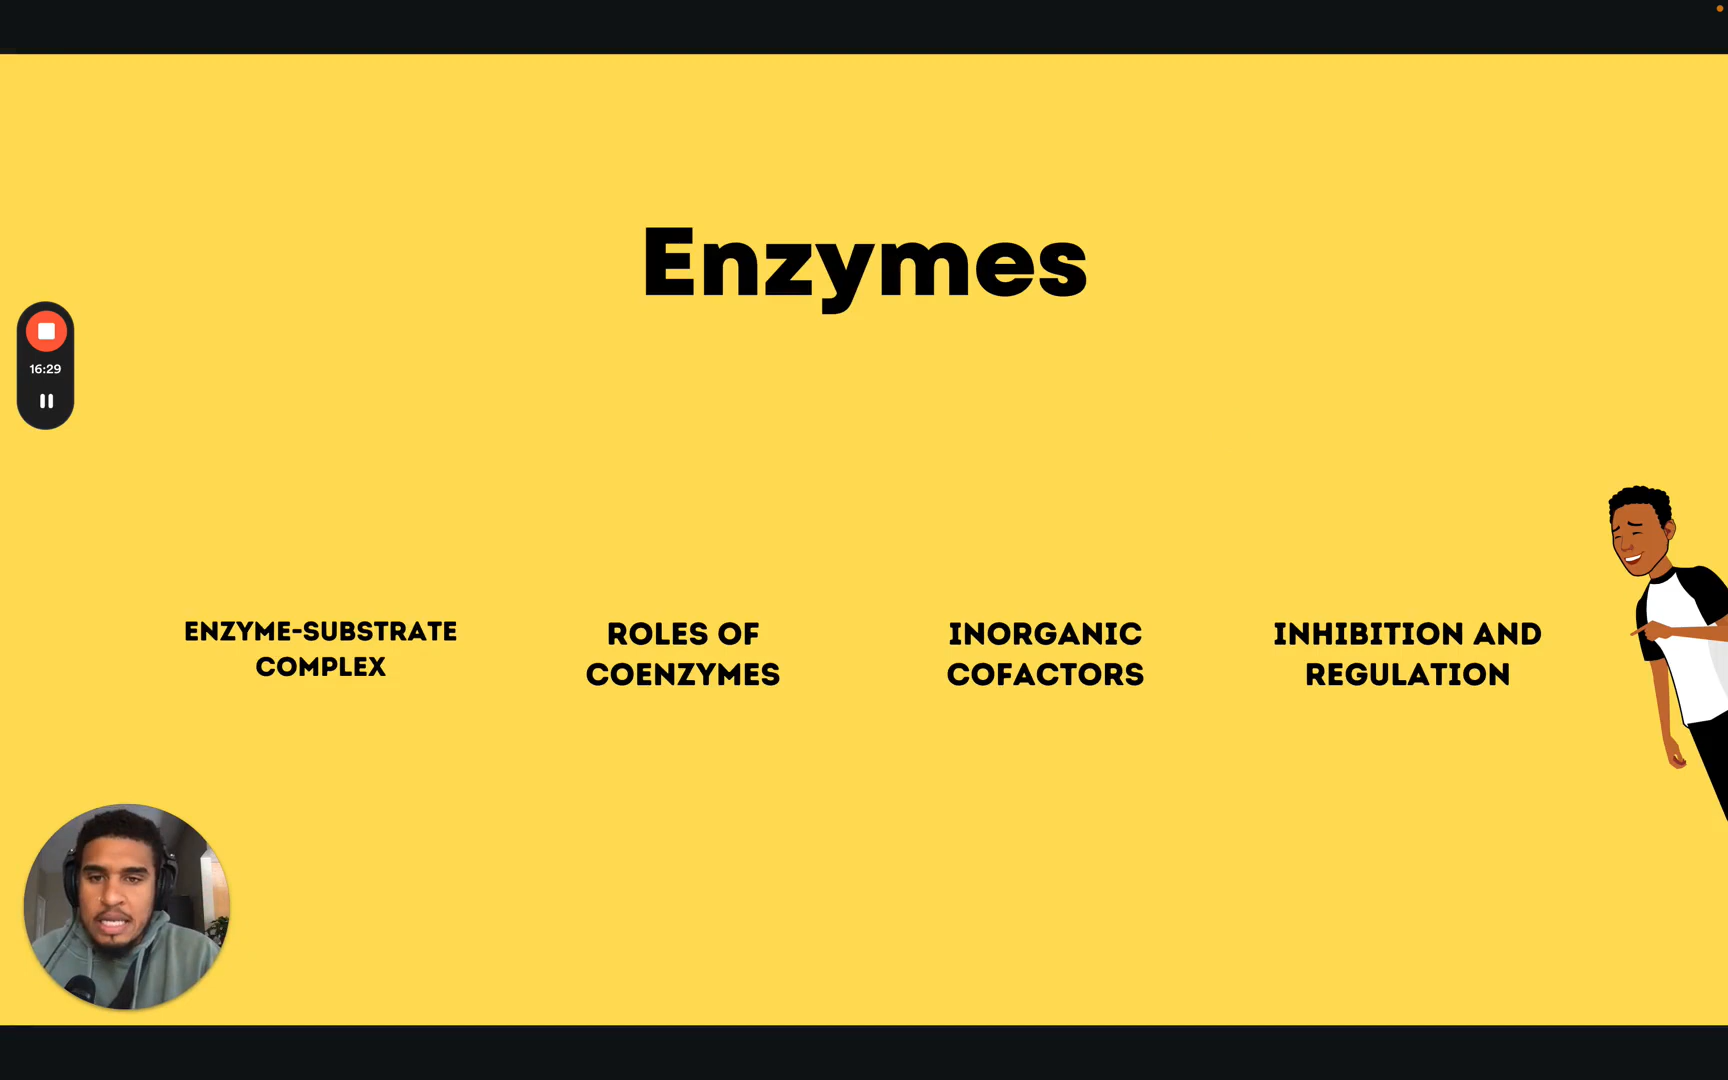 Enzymes
16:29
ENZYME-SUBSTRATE
COMPLEX
ROLES OF
COENZYMES
INORGANIC
COFACTORS
INHIBITION AND
REGULATION